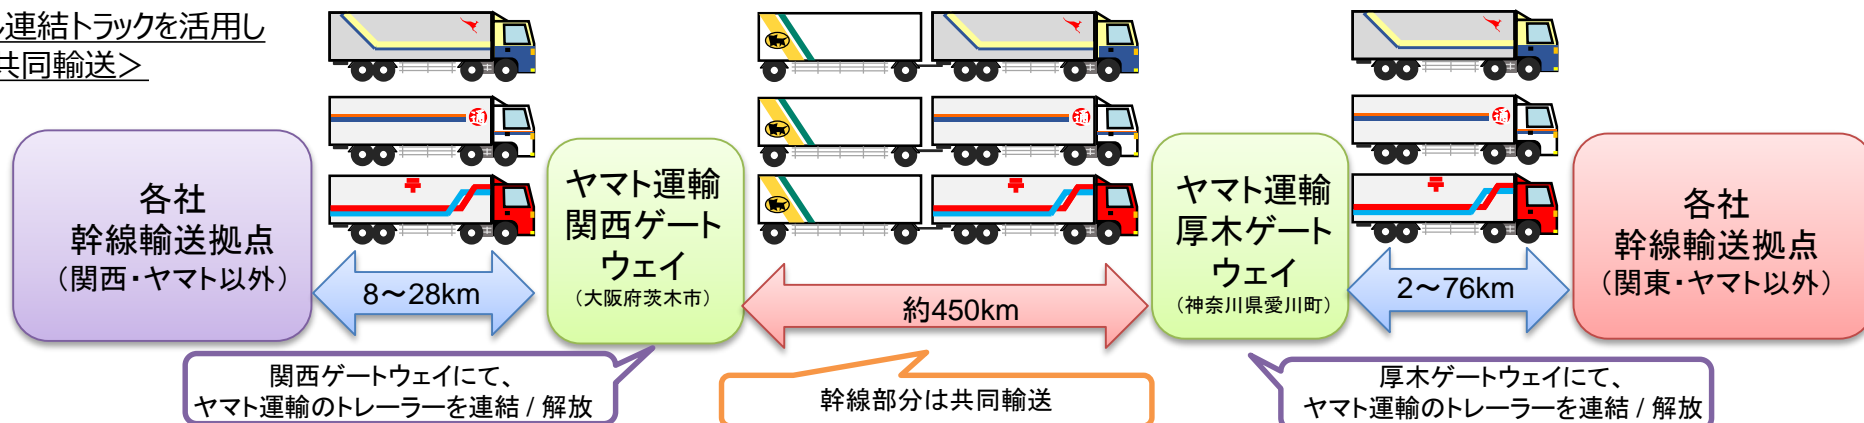 ル連結トラックを活用し
共同輸送＞
通
通
通
各社
幹線輸送拠点
（関西・ヤマト以外）
8～28km
ヤマト運輸
関西ゲート
ウェイ
（大阪府茨木市）
約450km
ヤマト運輸
厚木ゲート
ウェイ
（神奈川県愛川町）
2～76km
各社
幹線輸送拠点
（関東・ヤマト以外）
関西ゲートウェイにて、
ヤマト運輸のトレーラーを連結 / 解放
幹線部分は共同輸送
厚木ゲートウェイにて、
ヤマト運輸のトレーラーを連結 / 解放